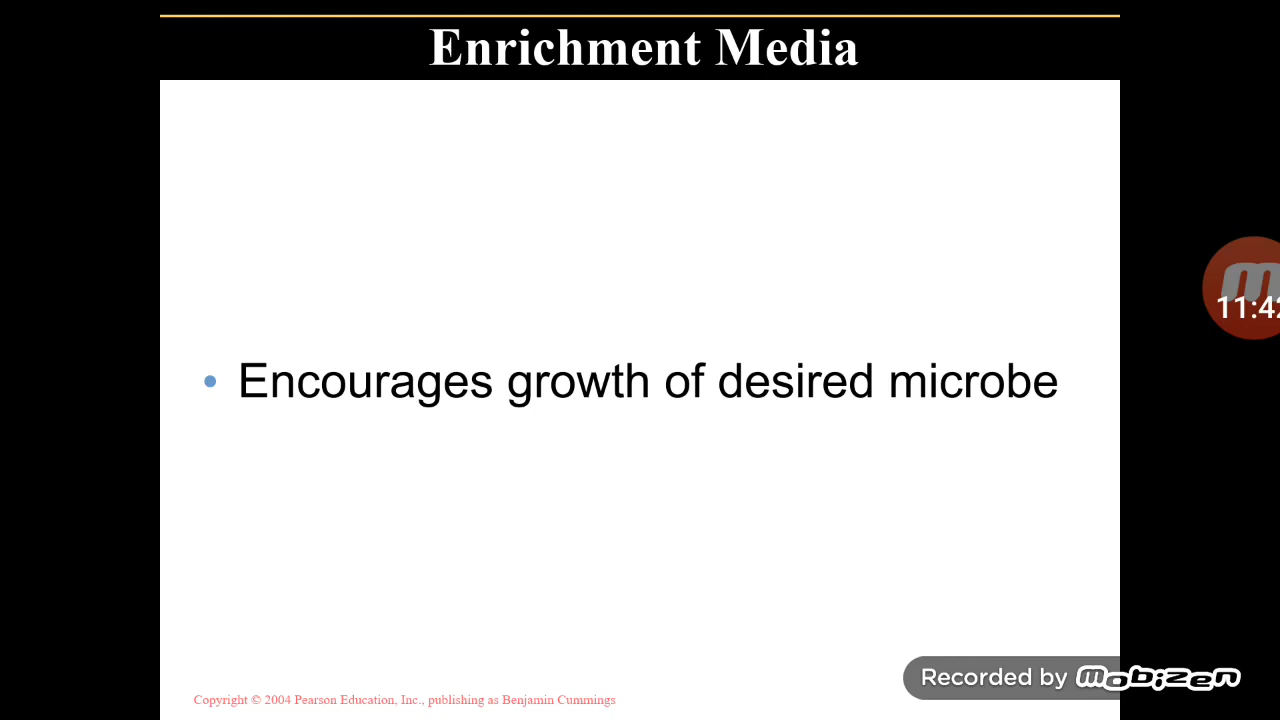 Enrichment Media
11:42
• Encourages growth of desired microbe
Recorded by mobizen
Copyright © 2004 Pearson Education, Inc., publishing as Benjamin Cummings